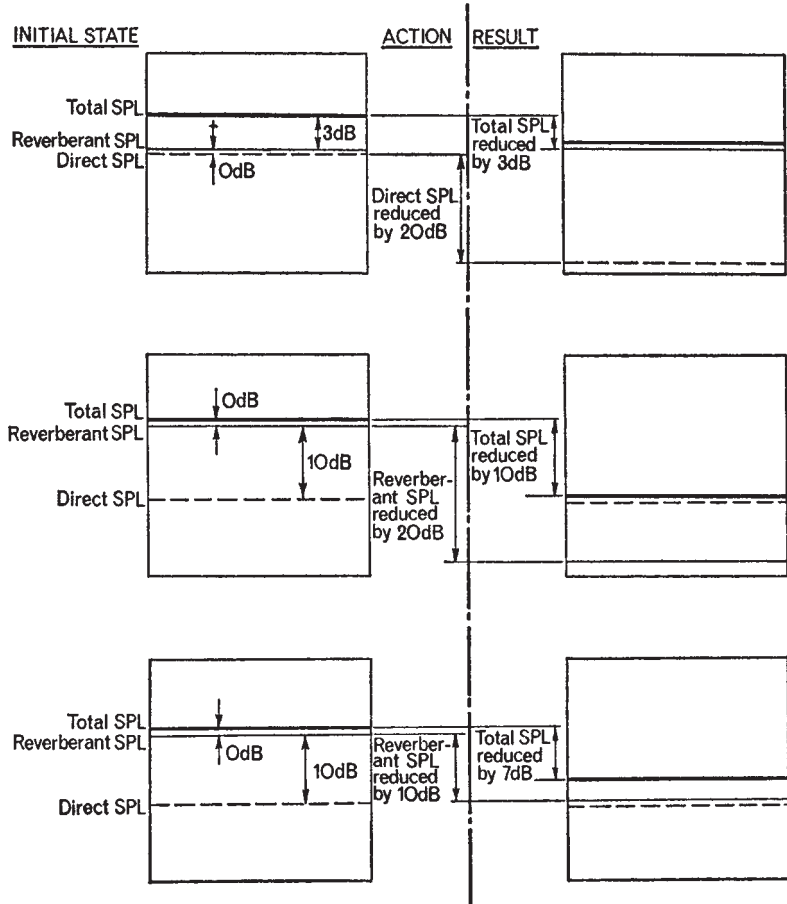 INITIAL STATE
ACTION
RESULT
Total SPL
Reverberant SPL
Direct SPL
3dB
0dB
Direct SPL
reduced
by 20dB
Total SPL
reduced
by 3dB
Total SPL
Reverberant SPL
Direct SPL
0dB
10dB
Reverber-
ant SPL
reduced
by 20dB
Total SPL
reduced
by 10dB
Total SPL
Reverberant SPL
Direct SPL
0dB
10dB
Reverber-
ant SPL
reduced
by 10dB
Total SPL
reduced
by 7dB